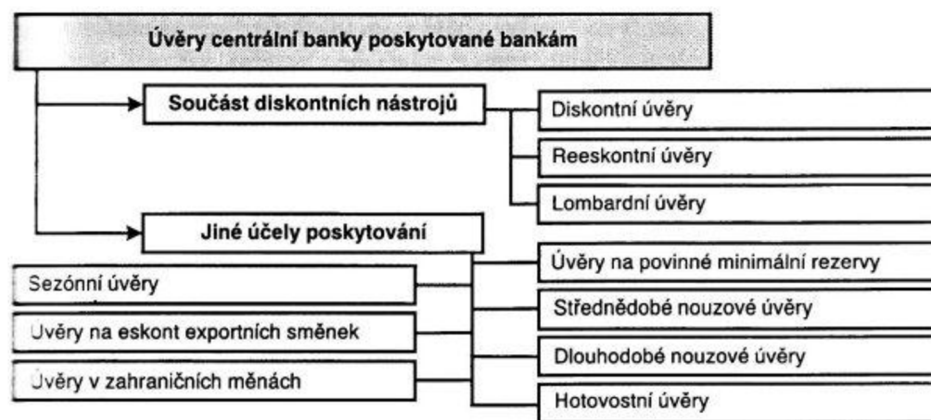 Úvěry centrální banky poskytované bankám
Součást diskontních nástrojů
Diskontní úvěry
Reeskontní úvěry
Lombardní úvěry
Jiné účely poskytování
Úvěry na povinné minimální rezervy
Sezónní úvěry
Střednědobé nouzové úvěry
Úvěry na eskont exportních směnek
Dlouhodobé nouzové úvěry
Úvěry v zahraničních měnách
Hotovostní úvěry